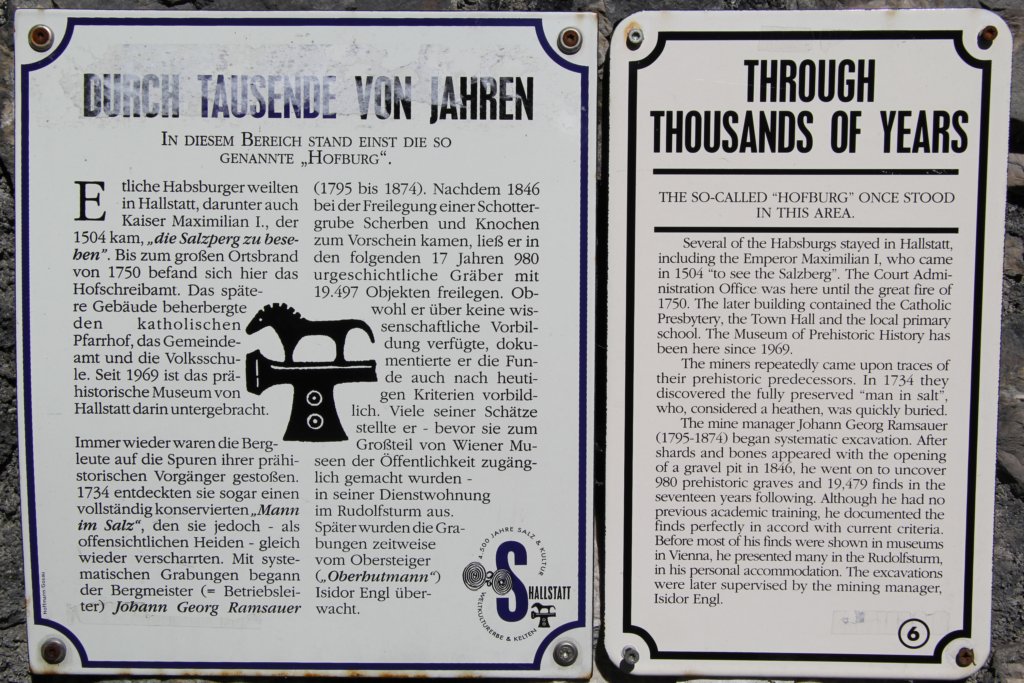 DURCH TAUSENDE VON JAHREN
IN DIESEM BEREICH STAND EINST DIE SO
GENANNTE „HOFBURG“.
Etliche Habsburger weilten
in Hallstatt, darunter auch
Kaiser Maximilian I., der
1504 kam, „die Salzperg zu bese-
hen”. Bis zum großen Ortsbrand
von 1750 befand sich hier das
Hofschreibamt. Das späte-
re Gebäude beherbergte
den katholischen
Pfarrhof, das Gemeinde-
amt und die Volksschu-
le. Seit 1969 ist das prä-
historische Museum von
Hallstatt darin untergebracht.
Immer wieder waren die Berg-
leute auf die Spuren ihrer prähi-
storischen Vorgänger gestoßen.
1734 entdeckten sie sogar einen
vollständig konservierten „Mann
im Salz“, den sie jedoch - als
offensichtlichen Heiden - gleich
wieder verscharrten. Mit syste-
matischen Grabungen begann
der Bergmeister (= Betriebslei-
ter) Johann Georg Ramsauer
(1795 bis 1874). Nachdem 1846
bei der Freilegung einer Schotter-
grube Scherben und Knochen
zum Vorschein kamen, ließ er in
den folgenden 17 Jahren 980
urgeschichtliche Gräber mit
19.497 Objekten freilegen. Ob-
wohl er über keine wis-
senschaftliche Vorbil-
dung verfügte, doku-
mentierte er die Fun-
de auch nach heuti-
gen Kriterien vorbild-
lich. Viele seiner Schätze
stellte er - bevor sie zum
Großteil von Wiener Mu-
seen der Öffentlichkeit zugäng-
lich gemacht wurden -
in seiner Dienstwohnung
im Rudolfsturm aus.
Später wurden die Gra-
bungen zeitweise
vom Obersteiger
(„Oberhutmann“)
Isidor Engl über-
wacht.
4.500 JAHRE SALZ & KULTUR
S
HALLSTATT
WELTKULTURERBE & KELTEN
THROUGH
THOUSANDS OF YEARS
THE SO-CALLED “HOFBURG” ONCE STOOD
IN THIS AREA.
Several of the Habsburgs stayed in Hallstatt,
including the Emperor Maximilian I, who came
in 1504 “to see the Salzberg”. The Court Admi-
nistration Office was here until the great fire of
1750. The later building contained the Catholic
Presbytery, the Town Hall and the local primary
school. The Museum of Prehistoric History has
been here since 1969.
The miners repeatedly came upon traces of
their prehistoric predecessors. In 1734 they
discovered the fully preserved “man in salt”,
who, considered a heathen, was quickly buried.
The mine manager Johann Georg Ramsauer
(1795-1874) began systematic excavation. After
shards and bones appeared with the opening
of a gravel pit in 1846, he went on to uncover
980 prehistoric graves and 19,479 finds in the
seventeen years following. Although he had no
previous academic training, he documented the
finds perfectly in accord with current criteria.
Before most of his finds were shown in museums
in Vienna, he presented many in the Rudolfsturm,
in his personal accommodation. The excavations
were later supervised by the mining manager,
Isidor Engl.
6